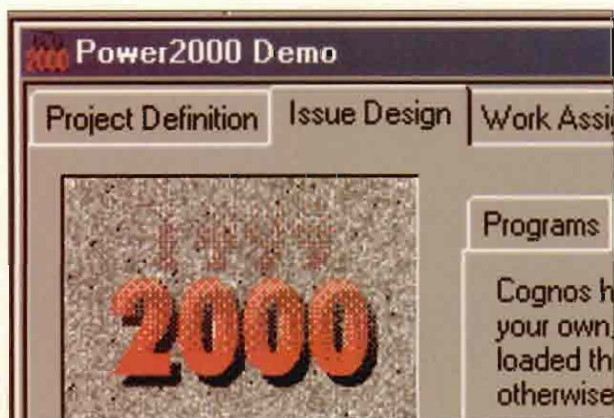 Power2000 Demo
Project Definition
Issue Design
Work Assi
2000
Programs
Cognos h
your own,
loaded th
otherwise